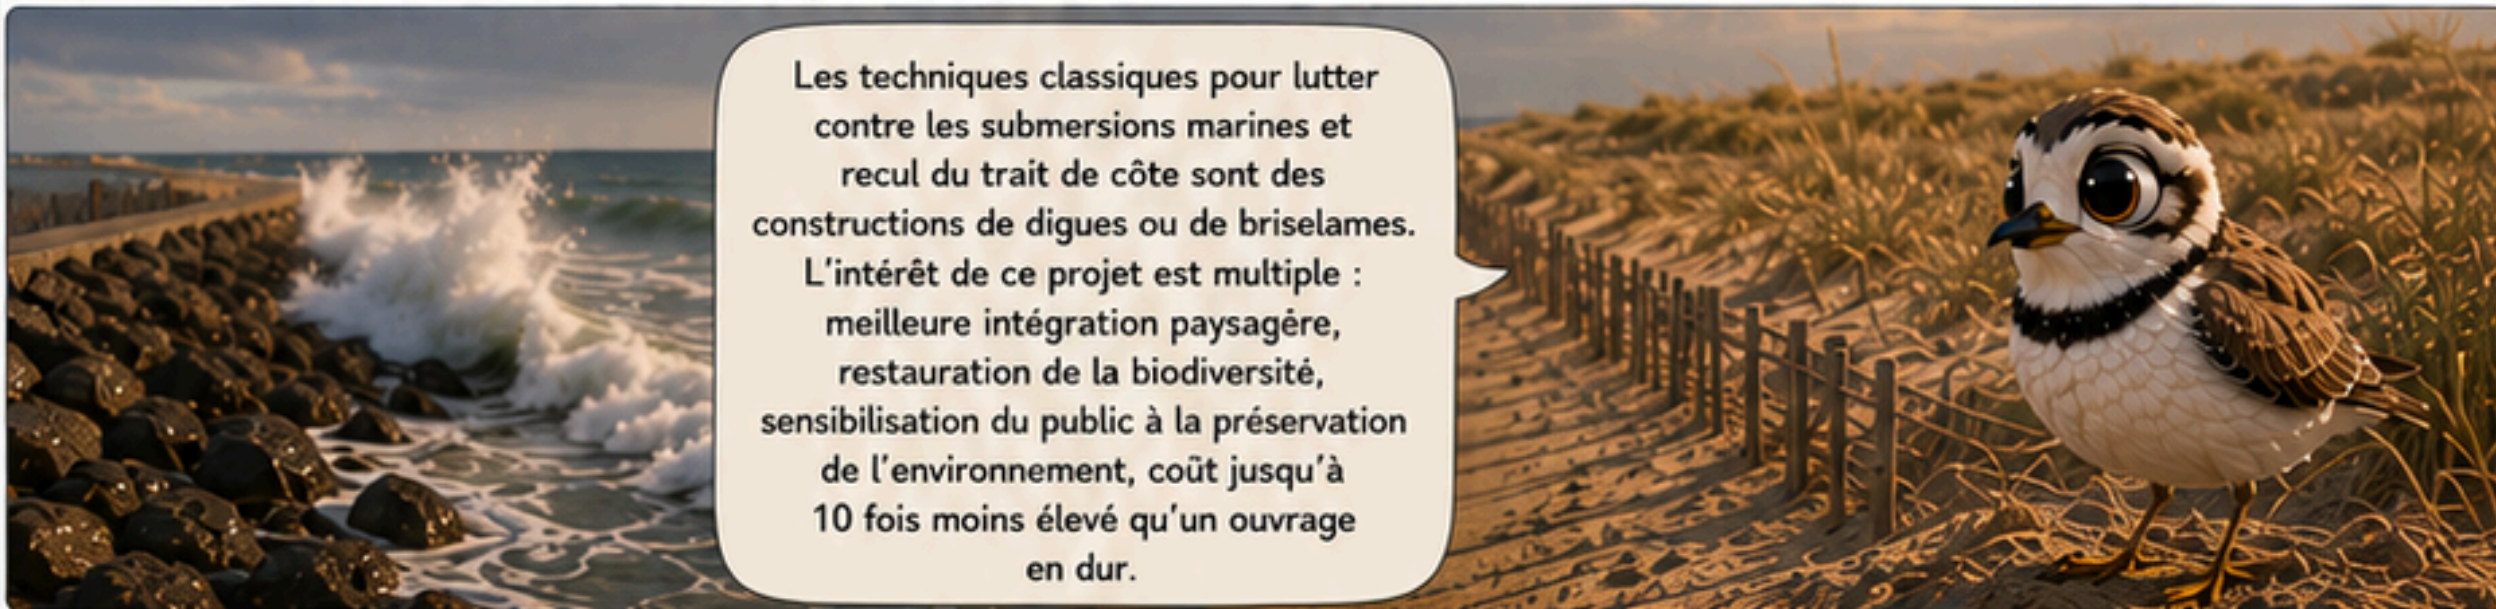 Les techniques classiques pour lutter
contre les submersions marines et
recul du trait de côte sont des
constructions de digues ou de briselames.
L'intérêt de ce projet est multiple :
meilleure intégration paysagère,
restauration de la biodiversité,
sensibilisation du public à la préservation
de l'environnement, coût jusqu'à
10 fois moins élevé qu'un ouvrage
en dur.